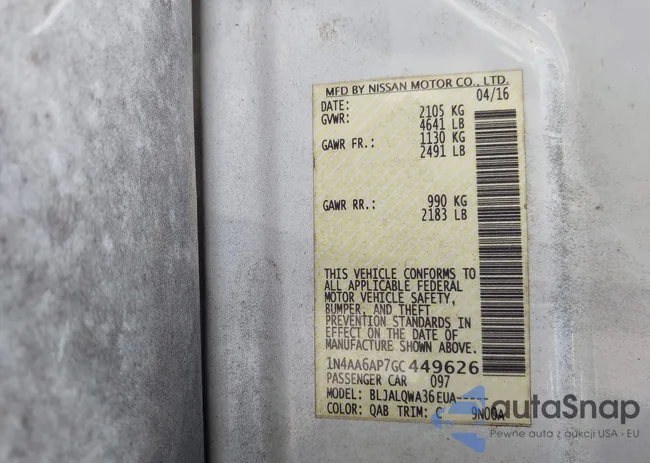 MFD BY NISSAN MOTOR CO., LTD.
DATE: 04/16
GVWR: 2105 KG
4641 LB
GAWR FR.: 1130 KG
2491 LB
GAWR RR.: 990 KG
2183 LB
THIS VEHICLE CONFORMS TO
ALL APPLICABLE FEDERAL
MOTOR VEHICLE SAFETY,
BUMPER, AND THEFT
PREVENTION STANDARDS IN
EFFECT ON THE DATE OF
MANUFACTURE SHOWN ABOVE.
1N4AA6AP7GC449626
PASSENGER CAR 097
MODEL: BLJALQWA36EUA-----
COLOR: QAB TRIM: C 9N00A
autaSnap
Pewne auta z aukcji USA i EU